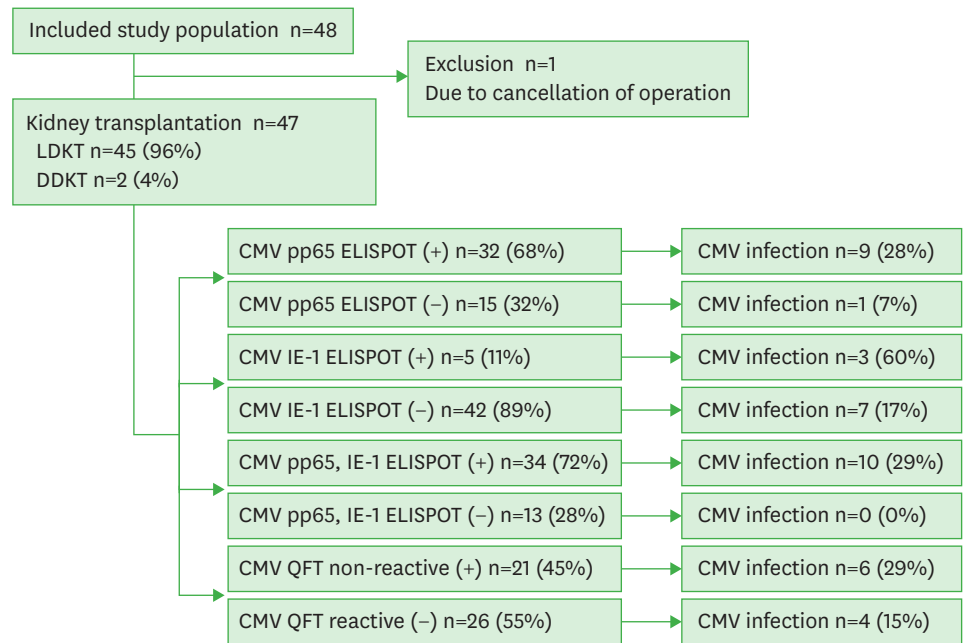 Included study population n=48
Exclusion n=1
Due to cancellation of operation
Kidney transplantation n=47
LDKT n=45 (96%)
DDKT n=2 (4%)
CMV pp65 ELISPOT (+) n=32 (68%)
CMV infection n=9 (28%)
CMV pp65 ELISPOT (−) n=15 (32%)
CMV infection n=1 (7%)
CMV IE-1 ELISPOT (+) n=5 (11%)
CMV infection n=3 (60%)
CMV IE-1 ELISPOT (−) n=42 (89%)
CMV infection n=7 (17%)
CMV pp65, IE-1 ELISPOT (+) n=34 (72%)
CMV infection n=10 (29%)
CMV pp65, IE-1 ELISPOT (−) n=13 (28%)
CMV infection n=0 (0%)
CMV QFT non-reactive (+) n=21 (45%)
CMV infection n=6 (29%)
CMV QFT reactive (−) n=26 (55%)
CMV infection n=4 (15%)